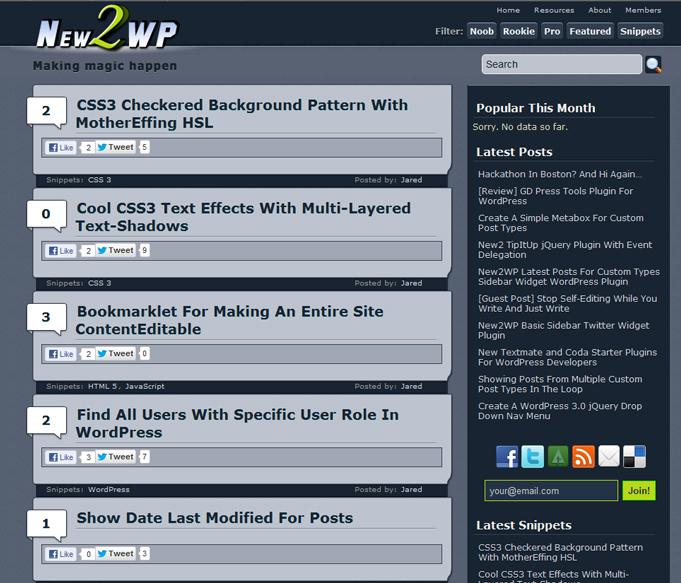 Home Resources About Members
New2WP
Filter: Noob Rookie Pro Featured Snippets
Making magic happen
Search
2
CSS3 Checkered Background Pattern With
MotherEffing HSL
Like 2 Tweet 5
Snippets: CSS 3 Posted by: Jared
0
Cool CSS3 Text Effects With Multi-Layered
Text-Shadows
Like 2 Tweet 9
Snippets: CSS 3 Posted by: Jared
3
Bookmarklet For Making An Entire Site
ContentEditable
Like 2 Tweet 0
Snippets: HTML 5, JavaScript Posted by: Jared
2
Find All Users With Specific User Role In
WordPress
Like 3 Tweet 7
Snippets: WordPress Posted by: Jared
1
Show Date Last Modified For Posts
Like 0 Tweet 3
Popular This Month
Sorry. No data so far.
Latest Posts
Hackathon In Boston? And Hi Again...
[Review] GD Press Tools Plugin For
WordPress
Create A Simple Metabox For Custom
Post Types
New2 TipItUp jQuery Plugin With Event
Delegation
New2WP Latest Posts For Custom Types
Sidebar Widget WordPress Plugin
[Guest Post] Stop Self-Editing While You
Write And Just Write
New2WP Basic Sidebar Twitter Widget
Plugin
New Textmate and Coda Starter Plugins
For WordPress Developers
Showing Posts From Multiple Custom
Post Types In The Loop
Create A WordPress 3.0 jQuery Drop
Down Nav Menu
your@email.com Join!
Latest Snippets
CSS3 Checkered Background Pattern
With MotherEffing HSL
Cool CSS3 Text Effects With Multi-
Layered Text-Shadows